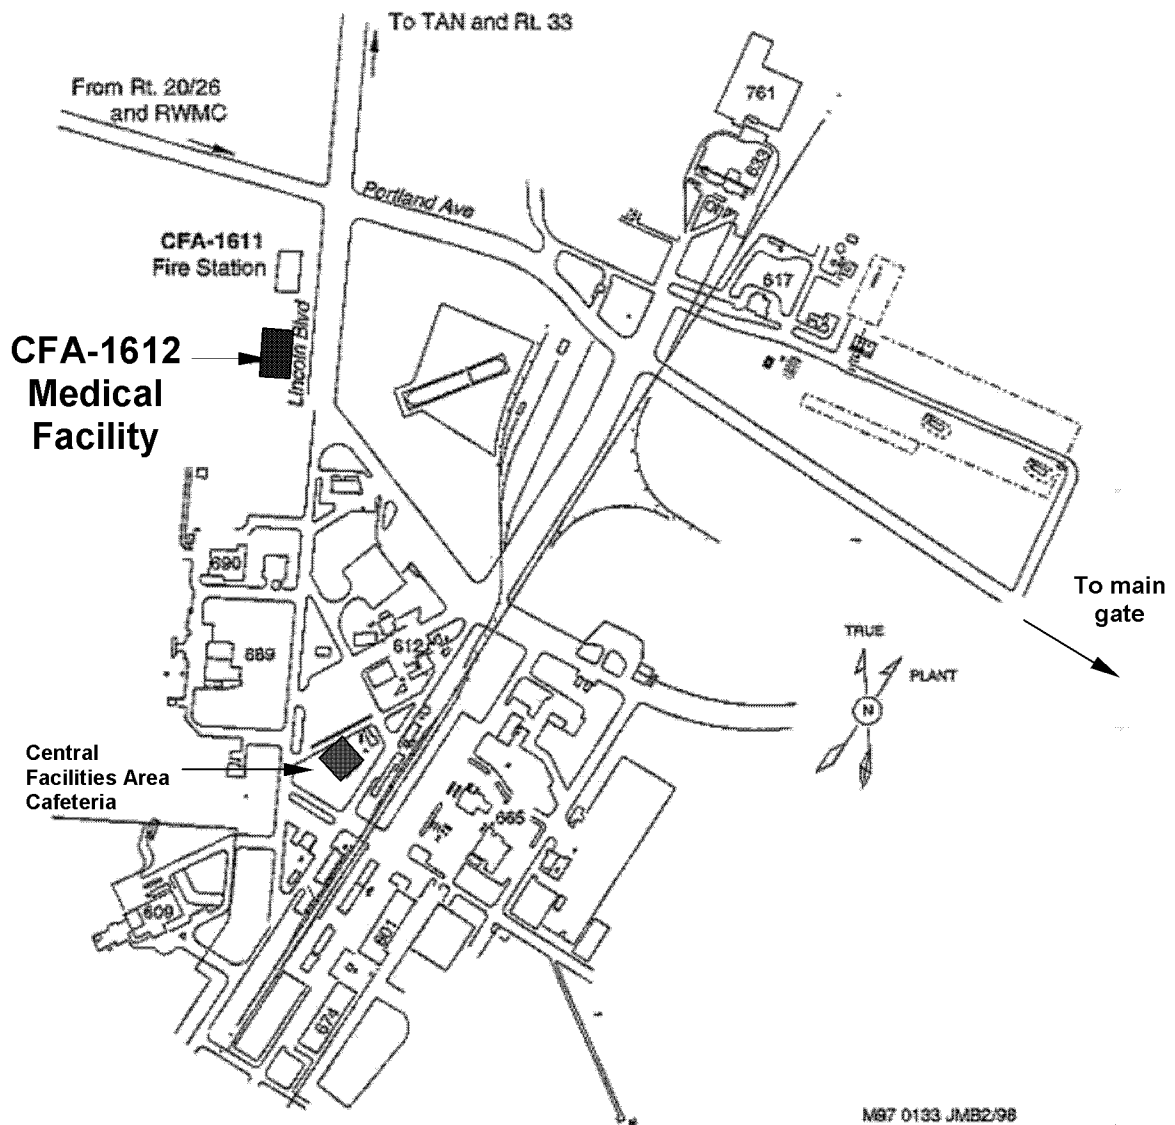 To TAN and Rt. 33
From Rt. 20/26
and RWMC
761
633
Portland Ave
CFA-1611
Fire Station
617
CFA-1612
Medical
Facility
Lincoln Blvd
690
To main
gate
TRUE
PLANT
N
689
612
Central
Facilities Area
Cafeteria
665
609
601
674
M97 0133 JMB2/98